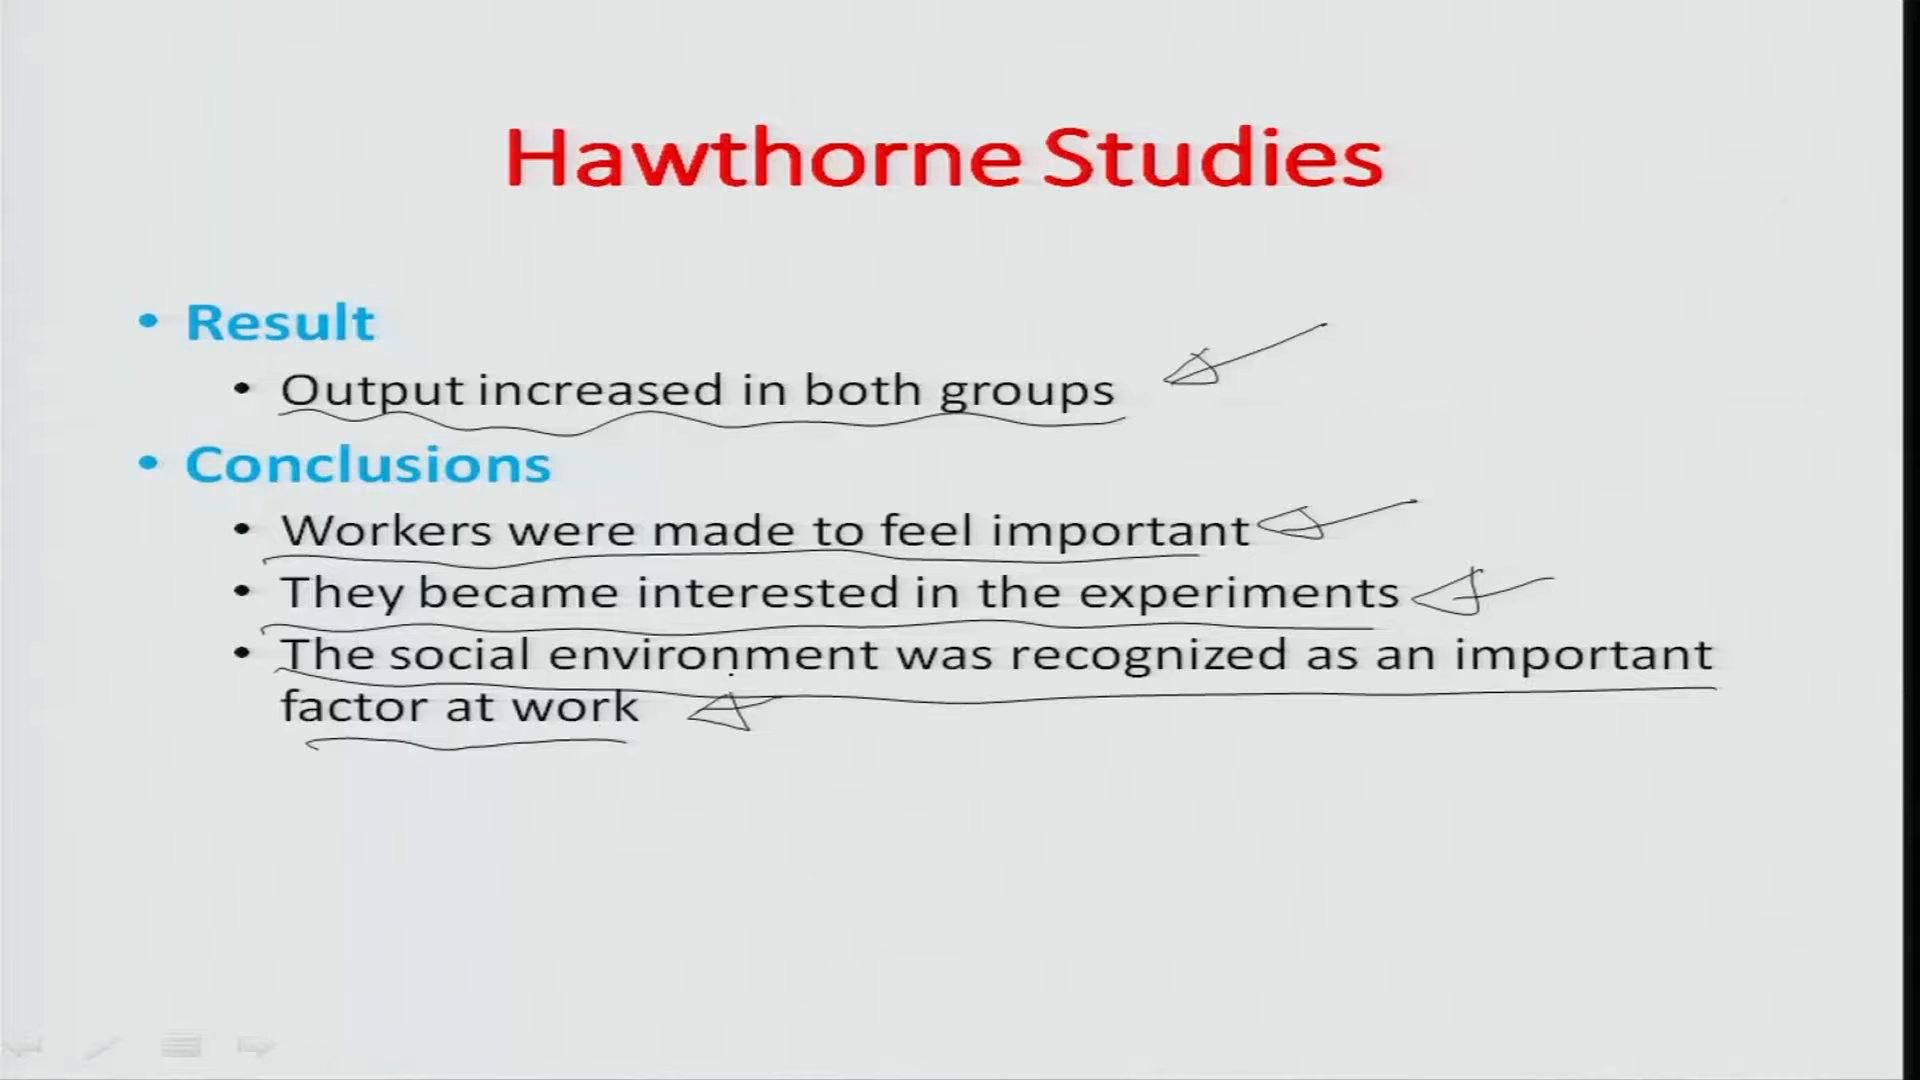 Hawthorne Studies
• Result
• Output increased in both groups
• Conclusions
• Workers were made to feel important
• They became interested in the experiments
• The social environment was recognized as an important
factor at work